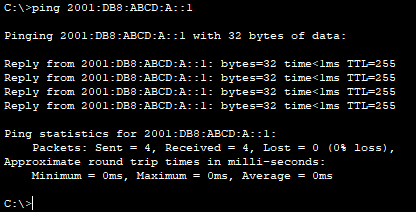 C:\>ping 2001:DB8:ABCD:A::1
Pinging 2001:DB8:ABCD:A::1 with 32 bytes of data:
Reply from 2001:DB8:ABCD:A::1: bytes=32 time<1ms TTL=255
Reply from 2001:DB8:ABCD:A::1: bytes=32 time<1ms TTL=255
Reply from 2001:DB8:ABCD:A::1: bytes=32 time<1ms TTL=255
Reply from 2001:DB8:ABCD:A::1: bytes=32 time<1ms TTL=255
Ping statistics for 2001:DB8:ABCD:A::1:
    Packets: Sent = 4, Received = 4, Lost = 0 (0% loss),
Approximate round trip times in milli-seconds:
    Minimum = 0ms, Maximum = 0ms, Average = 0ms
C:\>